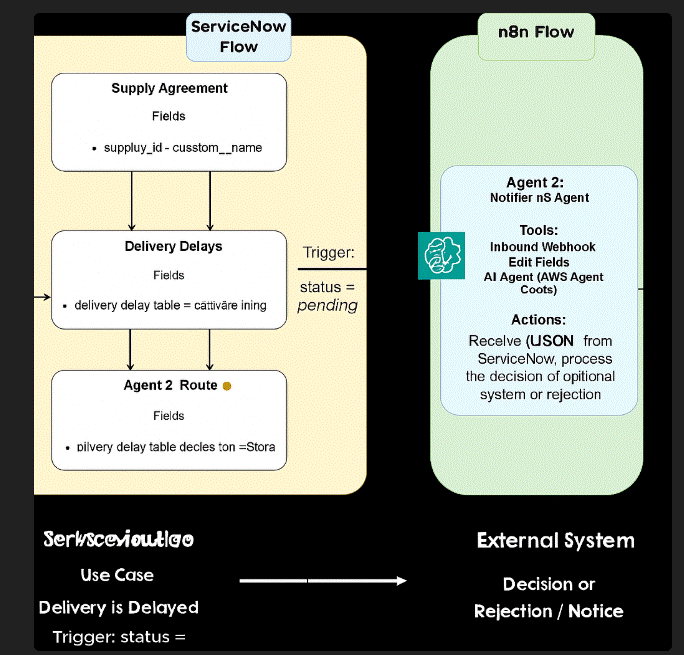 ServiceNow
Flow
Supply Agreement
Fields
• suppluy_id - cusstom__name
Delivery Delays
Fields
• delivery delay table = cättivāre ining
Agent 2 Route
Fields
• pilvery delay table decles ton =Stora
Trigger:
status =
pending
n8n Flow
Agent 2:
Notifier nS Agent
Tools:
Inbound Webhook
Edit Fields
AI Agent (AWS Agent
Coots)
Actions:
Receive (USON from
ServiceNow, process
the decision of opitional
system or rejection
Use Case
Delivery is Delayed
Trigger: status =
External System
Decision or
Rejection / Notice